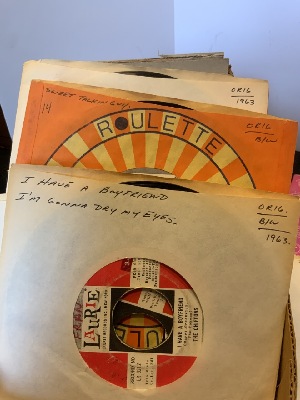 ORIG
1963
SWEET TALKIN GUY
ORIG
B/W
ROULETTE
I HAVE A BOYFRIEND
I'M GONNA DRY MY EYES.
ORIG.
B/W
1963.
LAURIE
I HAVE A BOYFRIEND
THE CHIFFONS